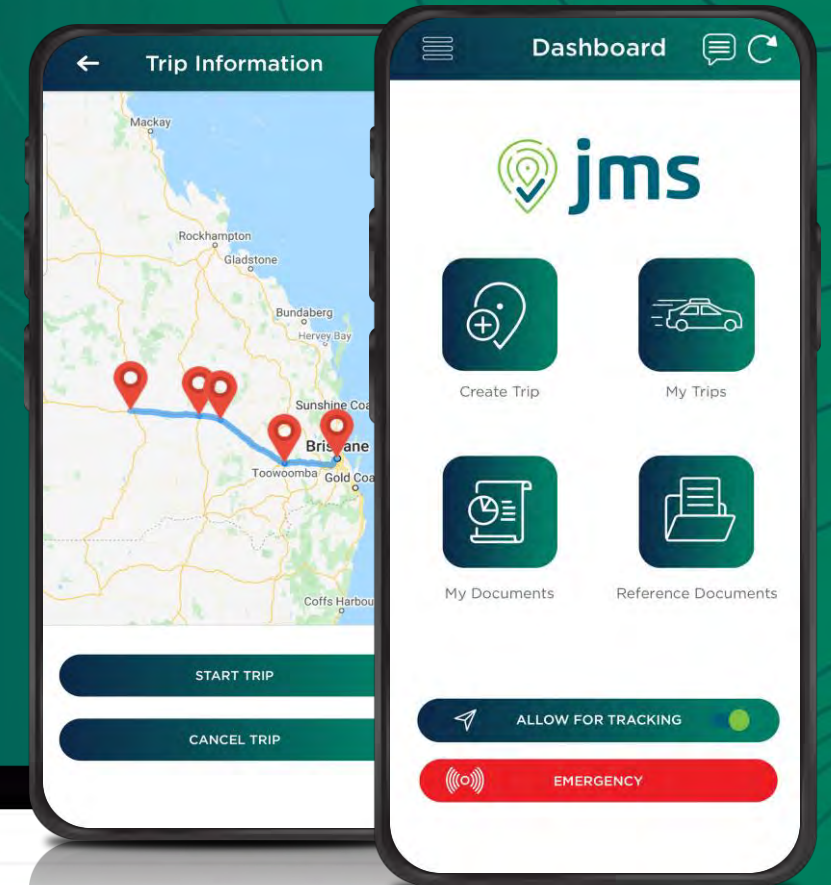 Trip Information
Mackay
Rockhampton
Gladstone
Bundaberg
Hervey Bay
Sunshine Coa
Brisbane
Toowoomba
Gold Coa
Coffs Harbou
START TRIP
CANCEL TRIP
Dashboard
jms
Create Trip
My Trips
My Documents
Reference Documents
ALLOW FOR TRACKING
EMERGENCY